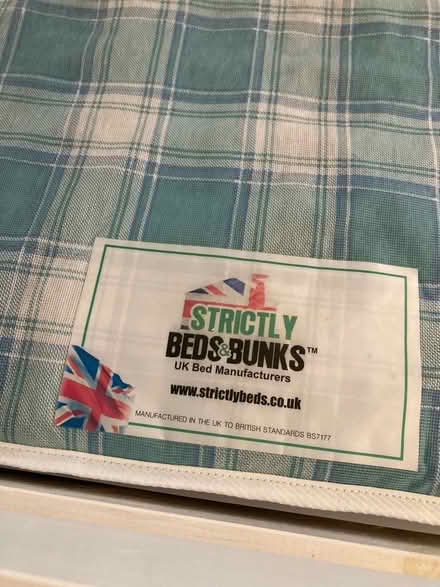 STRICTLY
BEDS&BUNKS™
UK Bed Manufacturers
www.strictlybeds.co.uk
MANUFACTURED IN THE UK TO BRITISH STANDARDS BS7177